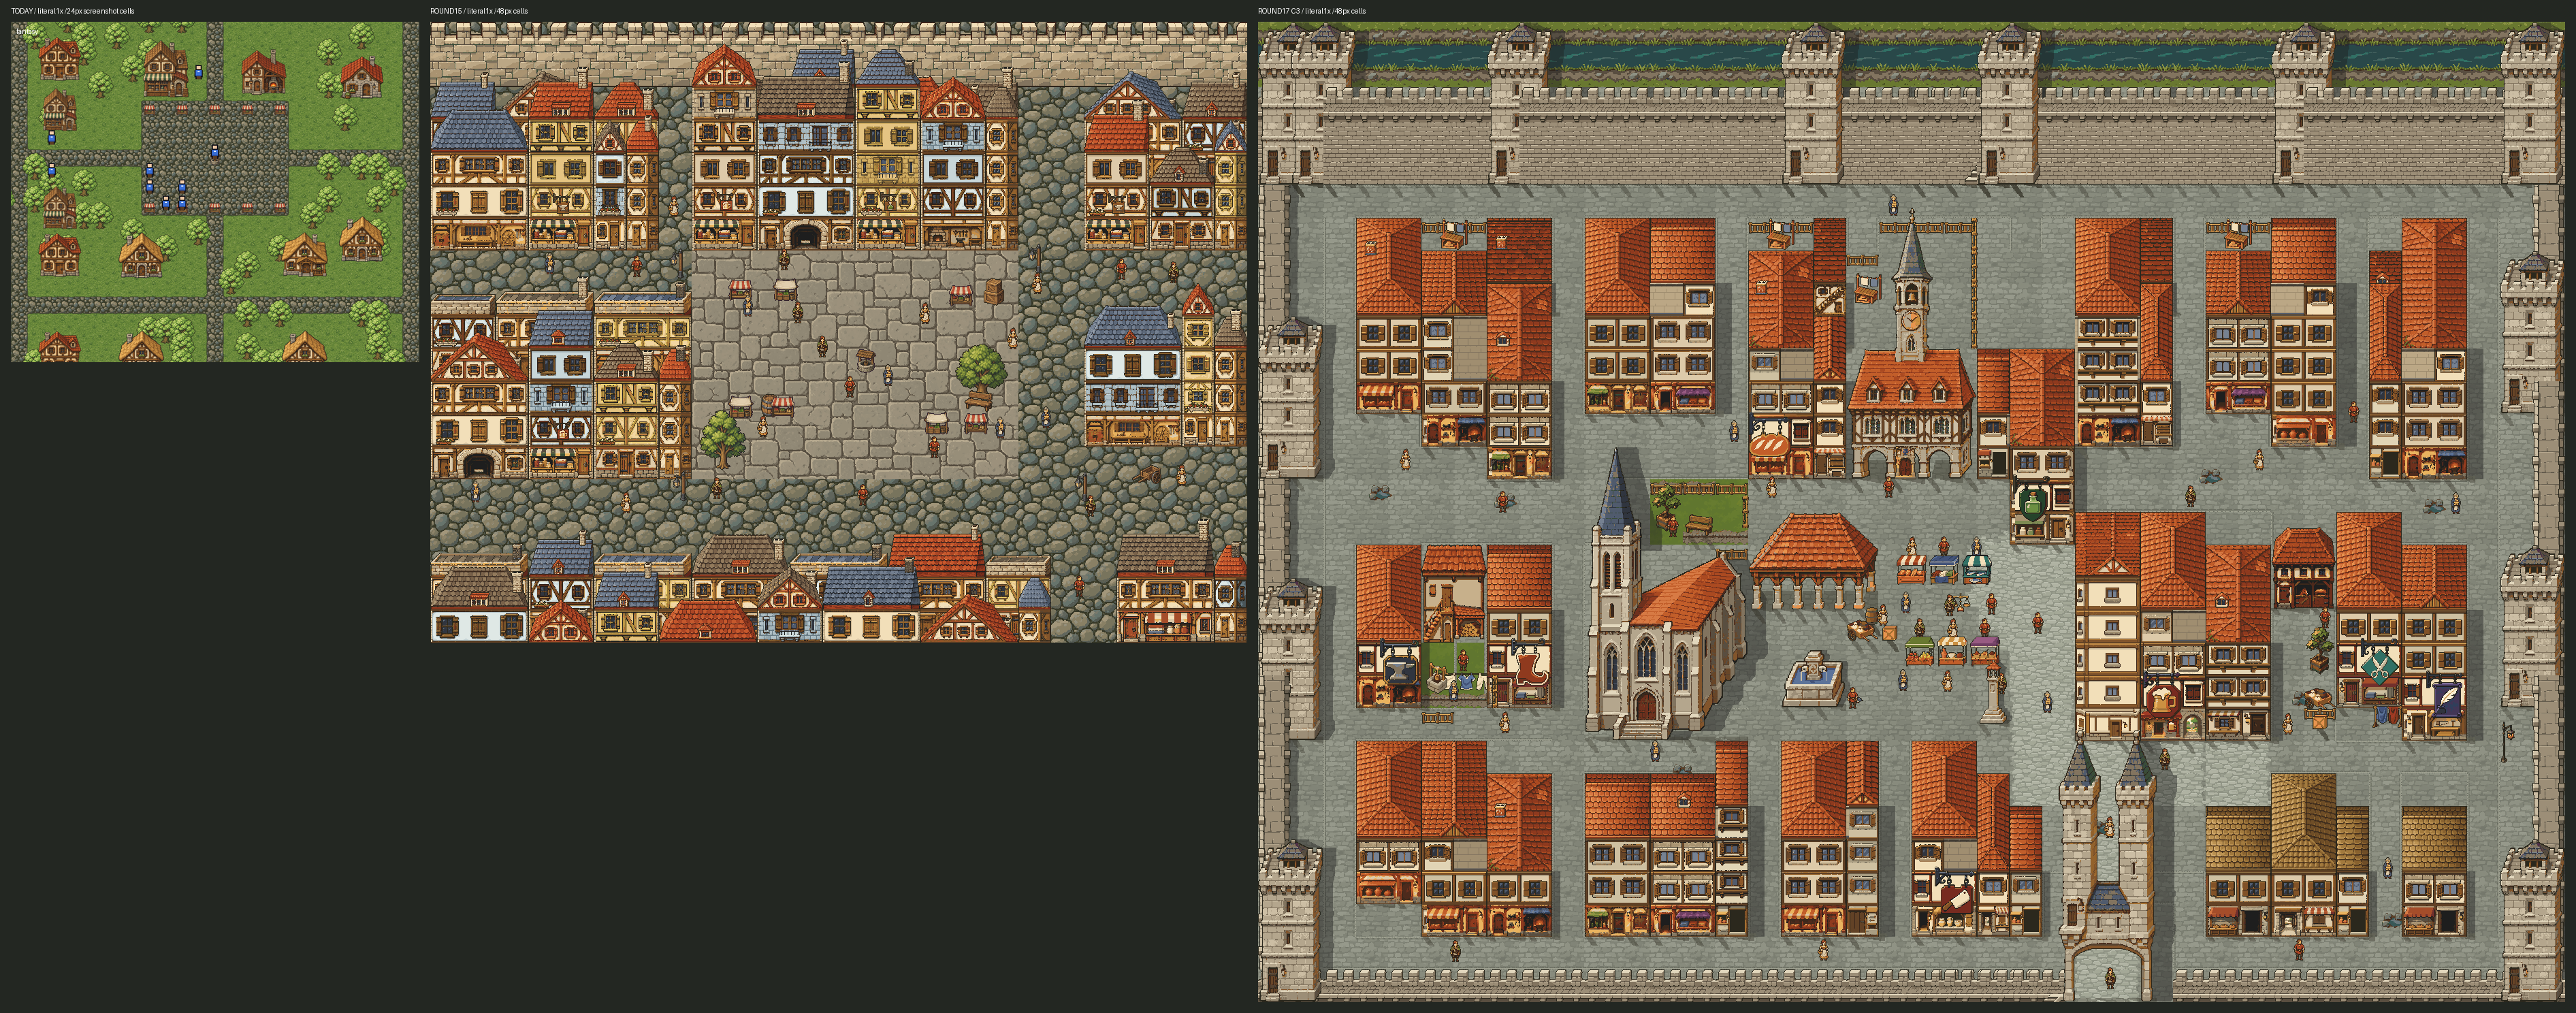 TODAY / literal 1x / 24px screenshot cells
ROUND15 / literal 1x / 48px cells
ROUND17 C3 / literal 1x / 48px cells